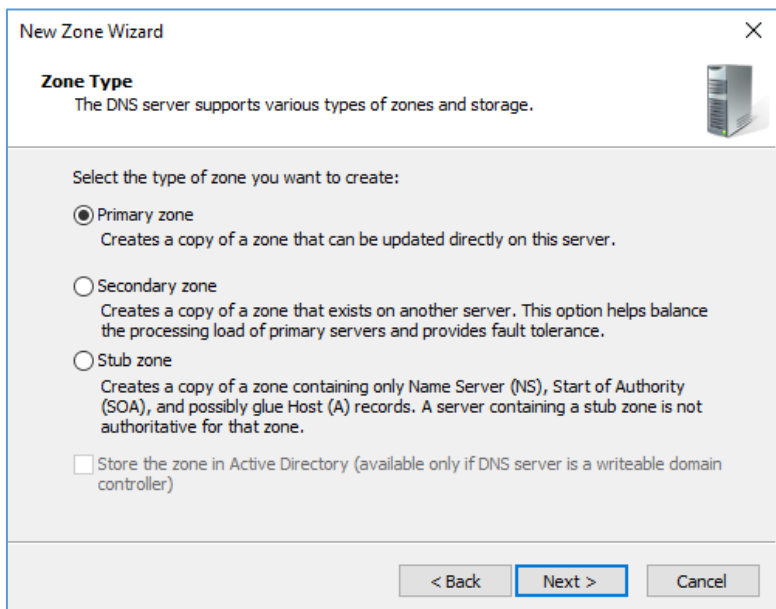 New Zone Wizard
Zone Type
The DNS server supports various types of zones and storage.
Select the type of zone you want to create:
Primary zone
Creates a copy of a zone that can be updated directly on this server.
Secondary zone
Creates a copy of a zone that exists on another server. This option helps balance
the processing load of primary servers and provides fault tolerance.
Stub zone
Creates a copy of a zone containing only Name Server (NS), Start of Authority
(SOA), and possibly glue Host (A) records. A server containing a stub zone is not
authoritative for that zone.
Store the zone in Active Directory (available only if DNS server is a writeable domain
controller)
< Back Next > Cancel